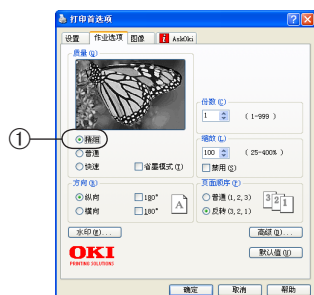 打印首选项
设置 作业选项 图像 AskOki
质量(Q)
①
精细
普通
快速 省墨模式(T)
份数(C)
1 (1-999)
缩放(L)
100 (25-400%)
禁用(S)
方向(R)
纵向 180°
横向 180°
A
页面顺序(P)
普通(1,2,3)
反转(3,2,1)
3 2 1
水印(W)... 高级(D)...
OKI
PRINTING SOLUTIONS
默认值(U)
确定 取消 帮助